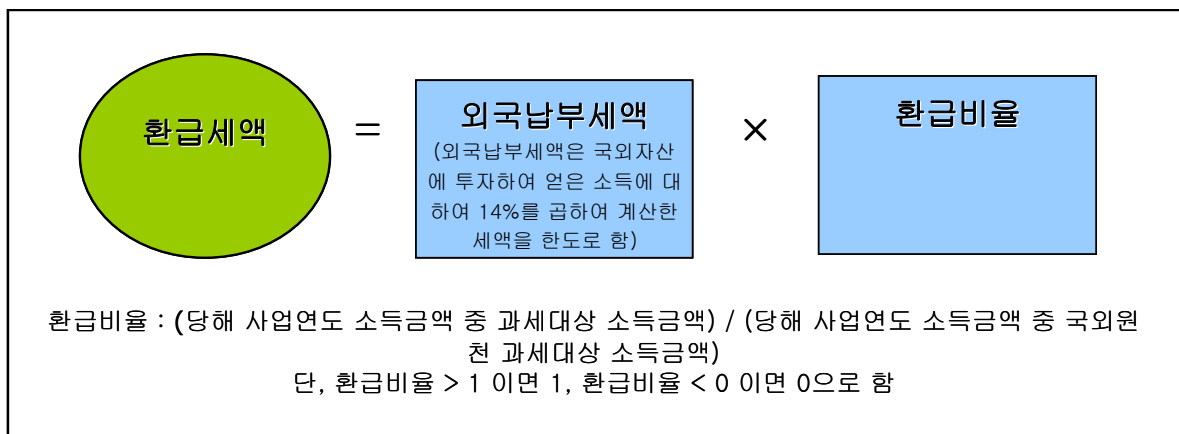 환급세액 = 외국납부세액 × 환급비율
(외국납부세액은 국외자산
에 투자하여 얻은 소득에 대
하여 14%를 곱하여 계산한
세액을 한도로 함)
환급비율 : (당해 사업연도 소득금액 중 과세대상 소득금액) / (당해 사업연도 소득금액 중 국외원
천 과세대상 소득금액)
단, 환급비율 > 1 이면 1, 환급비율 < 0 이면 0으로 함